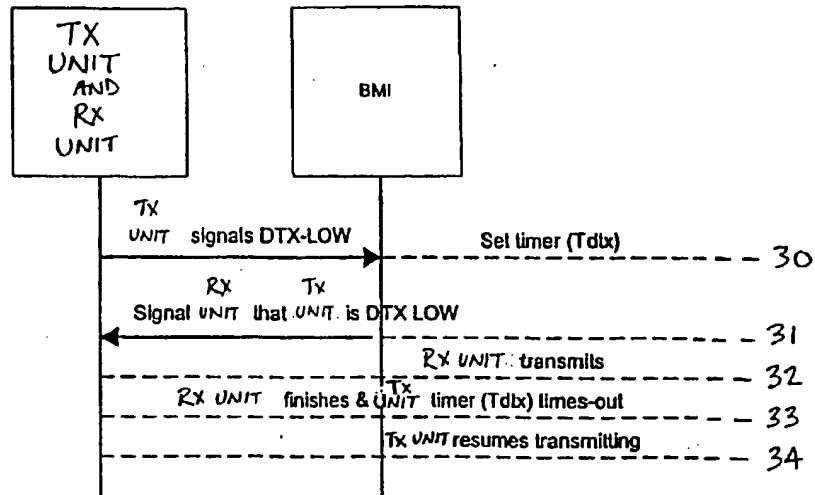 TX
UNIT
AND
RX
UNIT
BMI
TX
UNIT signals DTX-LOW
Set timer (Tdtx)
30
RX TX
Signal UNIT that UNIT is DTX LOW
31
RX UNIT transmits
32
RX UNIT finishes & UNIT timer (Tdtx) times-out
Tx
33
Tx UNIT resumes transmitting
34